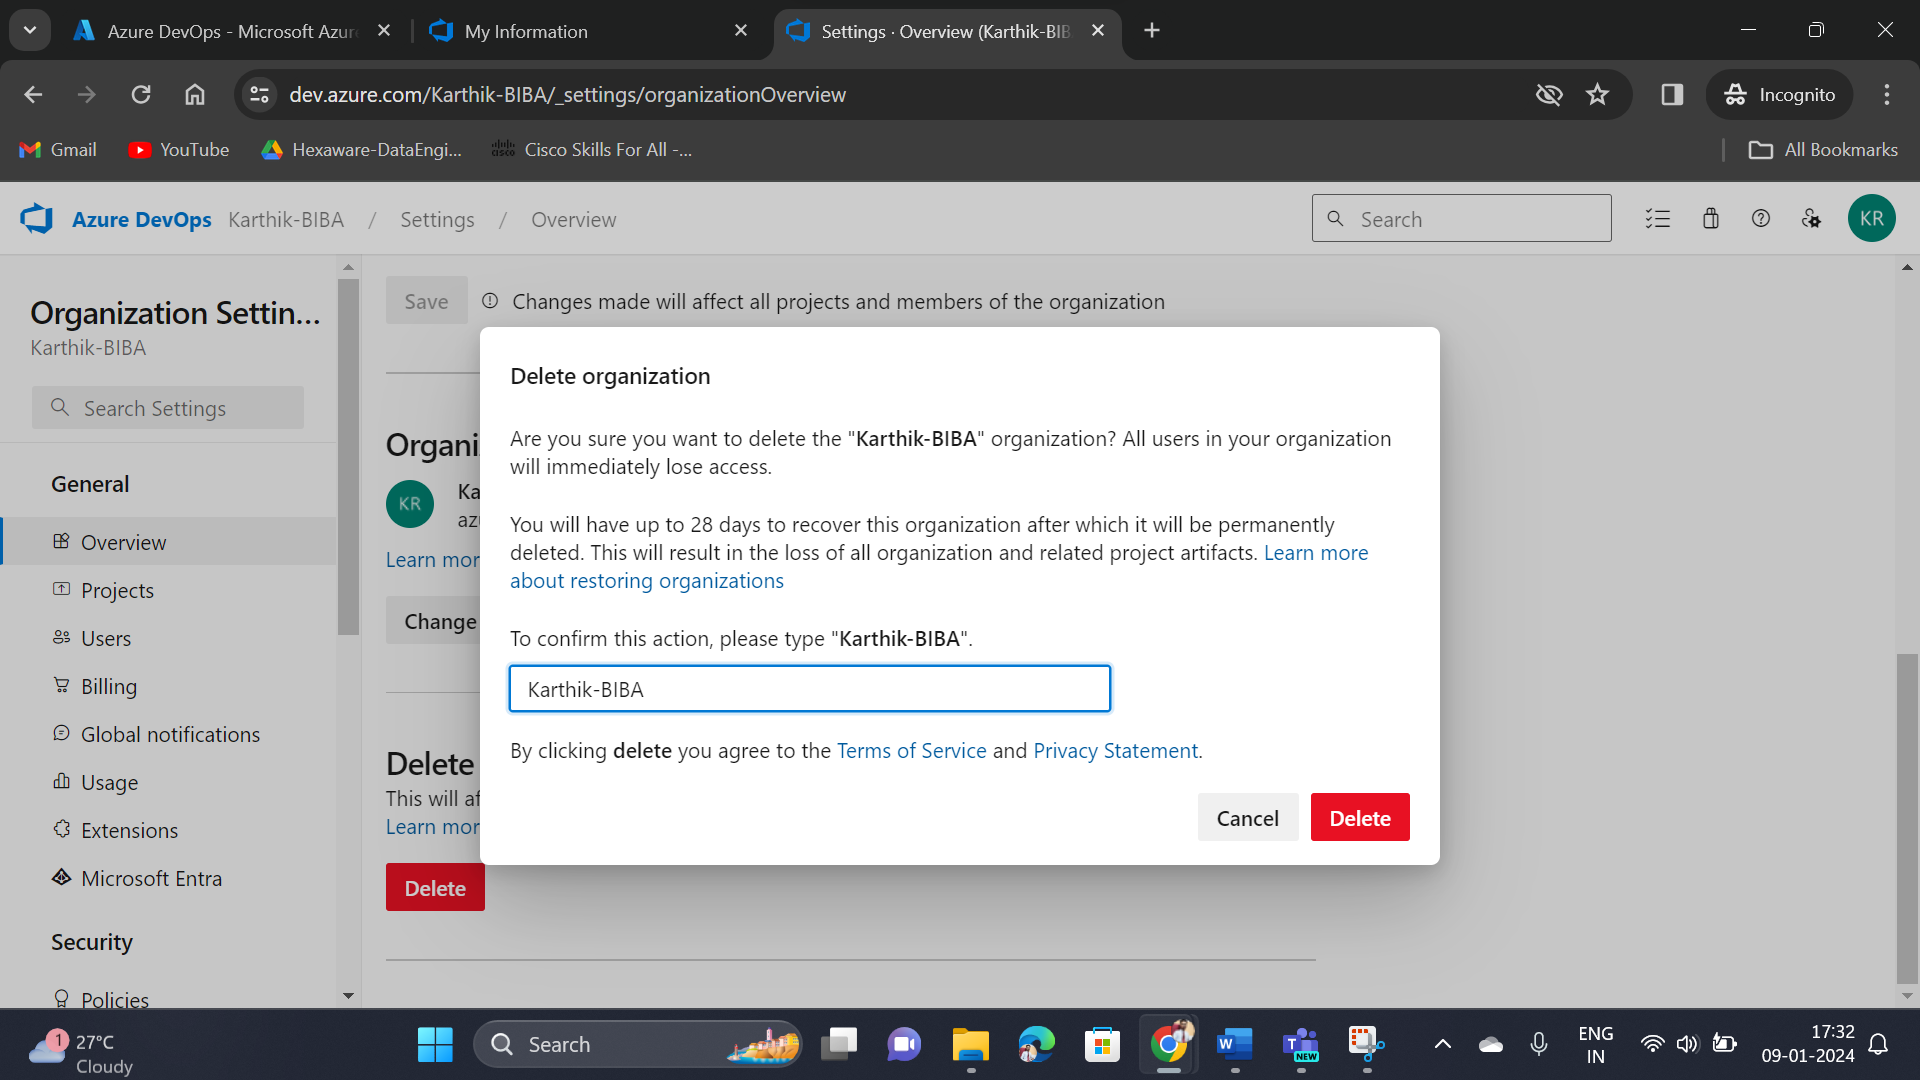 Azure DevOps - Microsoft Azur
My Information
Settings · Overview (Karthik-BIB
dev.azure.com/Karthik-BIBA/_settings/organizationOverview
Incognito
Gmail
YouTube
Hexaware-DataEngi...
Cisco Skills For All -...
All Bookmarks
Azure DevOps Karthik-BIBA / Settings / Overview
Search
KR
Organization Settin...
Karthik-BIBA
Search Settings
General
Overview
Projects
Users
Billing
Global notifications
Usage
Extensions
Microsoft Entra
Security
Policies
Save
Changes made will affect all projects and members of the organization
Organi
KR
Ka
azu
Learn mor
Change
Delete
This will af
Learn mor
Delete
Delete organization
Are you sure you want to delete the "Karthik-BIBA" organization? All users in your organization
will immediately lose access.
You will have up to 28 days to recover this organization after which it will be permanently
deleted. This will result in the loss of all organization and related project artifacts. Learn more
about restoring organizations
To confirm this action, please type "Karthik-BIBA".
Karthik-BIBA
By clicking delete you agree to the Terms of Service and Privacy Statement.
Cancel
Delete
1
27°C
Cloudy
Search
NEW
ENG
IN
17:32
09-01-2024